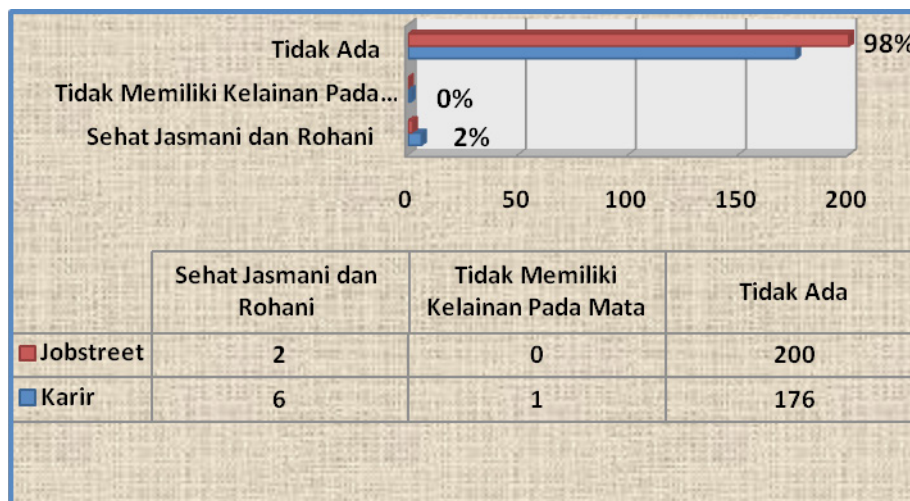 Tidak Ada
98%
Tidak Memiliki Kelainan Pada...
0%
Sehat Jasmani dan Rohani
2%
0 50 100 150 200
Sehat Jasmani dan Rohani
Tidak Memiliki Kelainan Pada Mata
Tidak Ada
Jobstreet 2 0 200
Karir 6 1 176